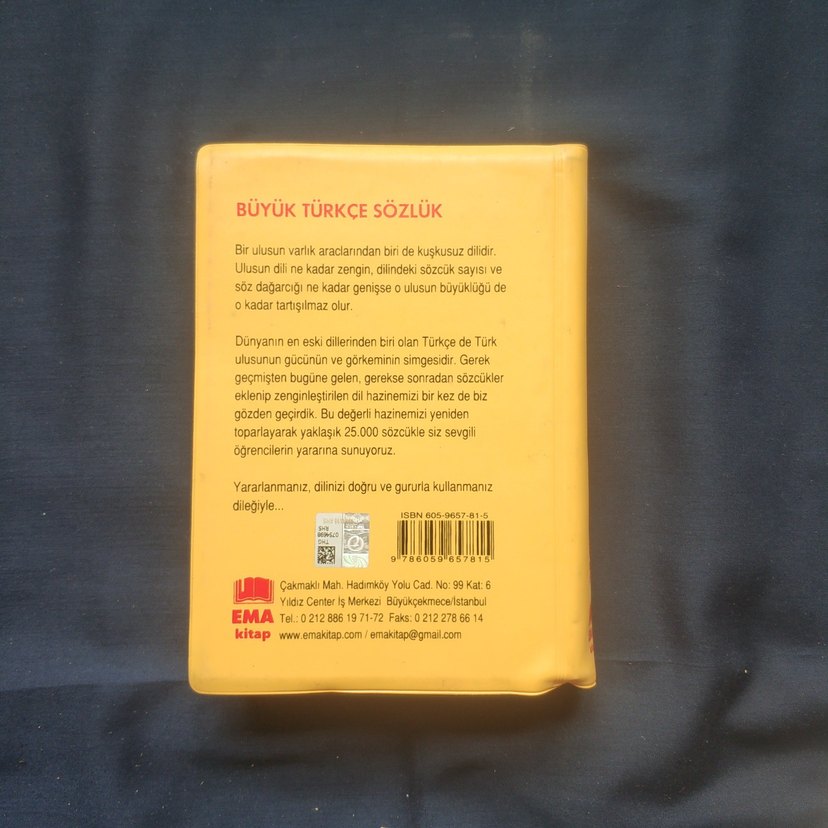 BÜYÜK TÜRKÇE SÖZLÜK
Bir ulusun varlık araclarından biri de kuşkusuz dilidir.
Ulusun dili ne kadar zengin, dilindeki sözcük sayısı ve
söz dağarcığı ne kadar genişse o ulusun büyüklüğü de
o kadar tartışılmaz olur.
Dünyanın en eski dillerinden biri olan Türkçe de Türk
ulusunun gücünün ve görkeminin simgesidir. Gerek
geçmişten bugüne gelen, gerekse sonradan sözcükler
eklenip zenginleştirilen dil hazinemizi bir kez de biz
gözden geçirdik. Bu değerli hazinemizi yeniden
toparlayarak yaklaşık 25.000 sözcükle siz sevgili
öğrencilerin yararına sunuyoruz.
Yararlanmanız, dilinizi doğru ve gururla kullanmanız
dileğiyle...
ISBN 605-9657-81-5
9 786059 657815
THG
0754698
RHS
EMA
kitap
Çakmaklı Mah. Hadımköy Yolu Cad. No: 99 Kat: 6
Yıldız Center İş Merkezi Büyükçekmece/İstanbul
Tel.: 0 212 886 19 71-72 Faks: 0 212 278 66 14
www.emakitap.com / emakitap@gmail.com